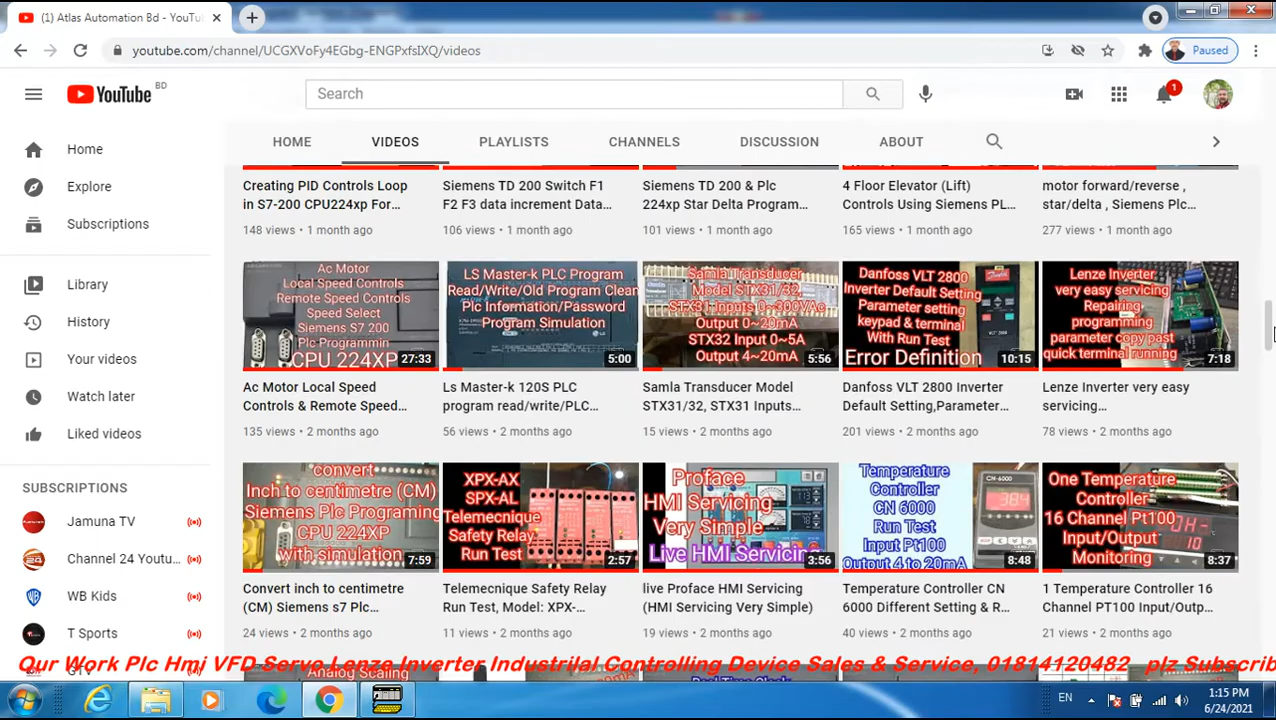 (1) Atlas Automation Bd - YouTu
youtube.com/channel/UCGXVoFy4EGbg-ENGPxfsIXQ/videos
Paused
YouTube BD
Search
1
HOME VIDEOS PLAYLISTS CHANNELS DISCUSSION ABOUT
Home
Explore
Subscriptions
Library
History
Your videos
Watch later
Liked videos
SUBSCRIPTIONS
Jamuna TV
Channel 24 Youtu...
WB Kids
T Sports
GTV
Creating PID Controls Loop
in S7-200 CPU224xp For...
148 views • 1 month ago
Siemens TD 200 Switch F1
F2 F3 data increment Data...
106 views • 1 month ago
Siemens TD 200 & Plc
224xp Star Delta Program...
101 views • 1 month ago
4 Floor Elevator (Lift)
Controls Using Siemens PL...
165 views • 1 month ago
motor forward/reverse ,
star/delta , Siemens Plc...
277 views • 1 month ago
Ac Motor
Local Speed Controls
Remote Speed Controls
Speed Select
Siemens S7 200
Plc Programmin
CPU 224XP
27:33
Ac Motor Local Speed
Controls & Remote Speed...
135 views • 2 months ago
LS Master-k PLC Program
Read/Write/Old Program Clean
Plc Information/Password
Program Simulation
5:00
Ls Master-k 120S PLC
program read/write/PLC...
56 views • 2 months ago
Samla Transducer
Model STX31/32,
STX31 Inputs 0~300VAc
Output 0~20mA
STX32 Input 0~5A
Output 4~20mA
5:56
Samla Transducer Model
STX31/32, STX31 Inputs...
15 views • 2 months ago
Danfoss VLT 2800
Inverter Default Setting
Parameter setting
keypad & terminal
With Run Test
Error Definition
10:15
Danfoss VLT 2800 Inverter
Default Setting,Parameter...
201 views • 2 months ago
Lenze Inverter
very easy servicing
Repairing
programming
parameter copy past
quick terminal running
7:18
Lenze Inverter very easy
servicing...
78 views • 2 months ago
convert
Inch to centimetre (CM)
Siemens Plc Programing
CPU 224XP
with simulation
7:59
Convert inch to centimetre
(CM) Siemens s7 Plc...
24 views • 2 months ago
XPX-AX
SPX-AL
Telemecnique
Safety Relay
Run Test
2:57
Telemecnique Safety Relay
Run Test, Model: XPX-...
11 views • 2 months ago
Proface
HMI Servicing
Very Simple
Live HMI Servicing
3:56
live Proface HMI Servicing
(HMI Servicing Very Simple)
19 views • 2 months ago
Temperature
Controller
CN 6000
Run Test
Input Pt100
Output 4 to 20mA
CN-6000
384
8:48
Temperature Controller CN
6000 Different Setting & R...
40 views • 2 months ago
One Temperature
Controller
16 Channel Pt100
Input/Output
Monitoring
8:37
1 Temperature Controller 16
Channel PT100 Input/Outp...
21 views • 2 months ago
Analog Scaling
Real Time Clock
Qur Work Plc Hmi VFD Servo Lenze Inverter Industrilal Controlling Device Sales & Service, 01814120482 plz Subscrib
EN
1:15 PM
6/24/2021